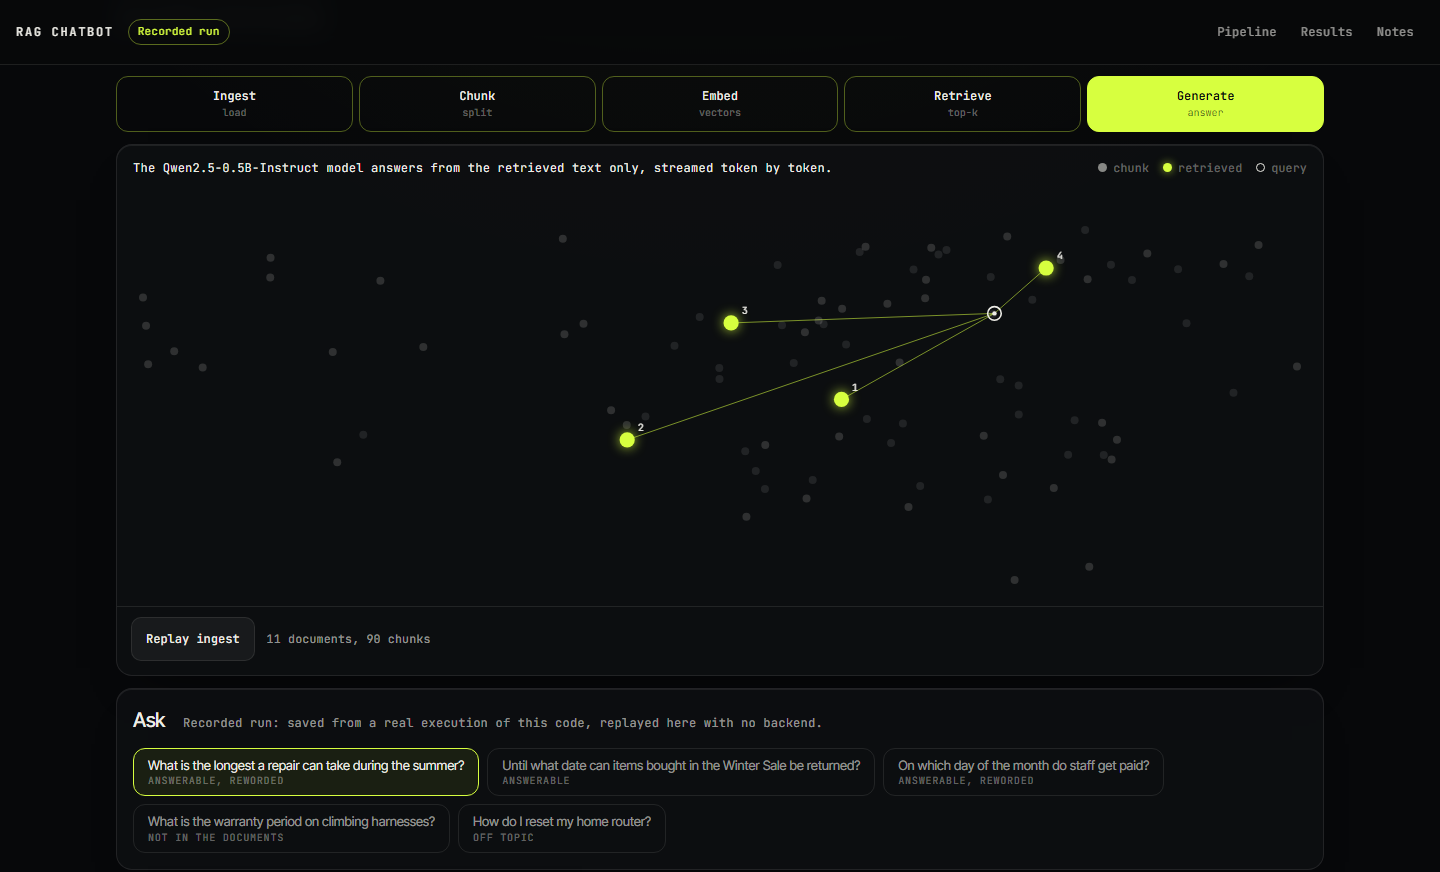 RAG CHATBOT
Recorded run
Pipeline
Results
Notes
Ingest
load
Chunk
split
Embed
vectors
Retrieve
top-k
Generate
answer
The Qwen2.5-0.5B-Instruct model answers from the retrieved text only, streamed token by token.
chunk
retrieved
query
4
3
1
2
Replay ingest
11 documents, 90 chunks
Ask
Recorded run: saved from a real execution of this code, replayed here with no backend.
What is the longest a repair can take during the summer?
ANSWERABLE, REWORDED
Until what date can items bought in the Winter Sale be returned?
ANSWERABLE
On which day of the month do staff get paid?
ANSWERABLE, REWORDED
What is the warranty period on climbing harnesses?
NOT IN THE DOCUMENTS
How do I reset my home router?
OFF TOPIC